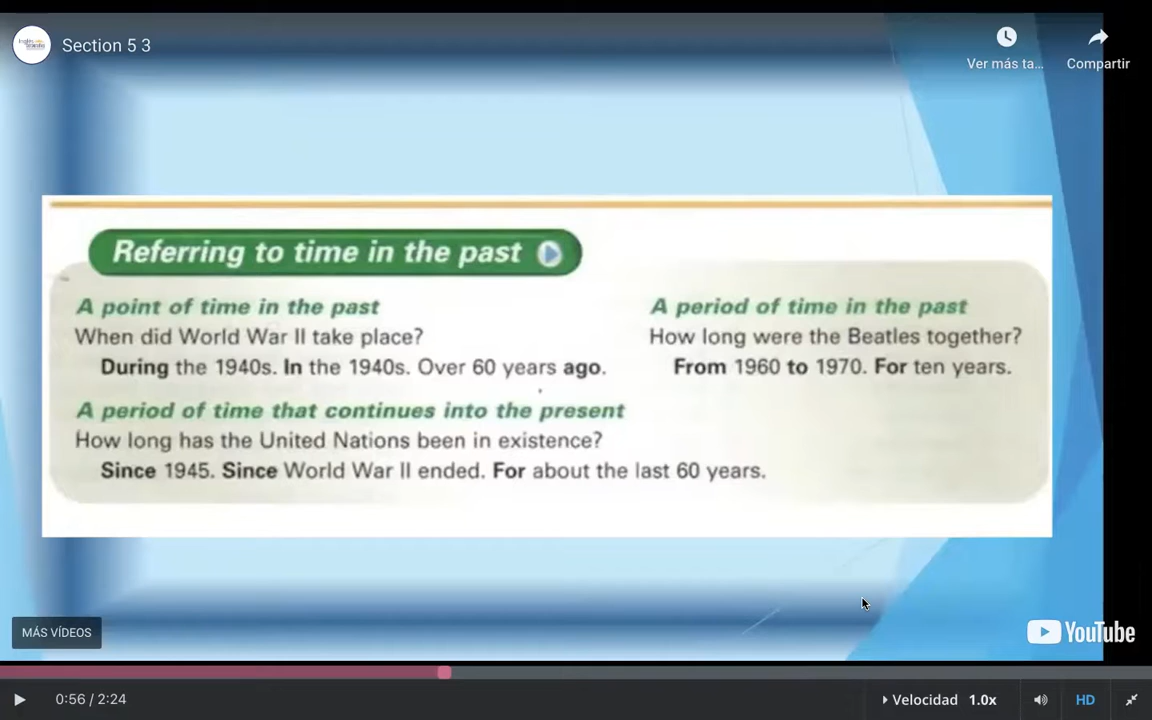 Section 5 3
Ver más ta...
Compartir
Referring to time in the past
A point of time in the past
When did World War II take place?
During the 1940s. In the 1940s. Over 60 years ago.
A period of time in the past
How long were the Beatles together?
From 1960 to 1970. For ten years.
A period of time that continues into the present
How long has the United Nations been in existence?
Since 1945. Since World War II ended. For about the last 60 years.
MÁS VÍDEOS
YouTube
0:56 / 2:24
Velocidad 1.0x
HD